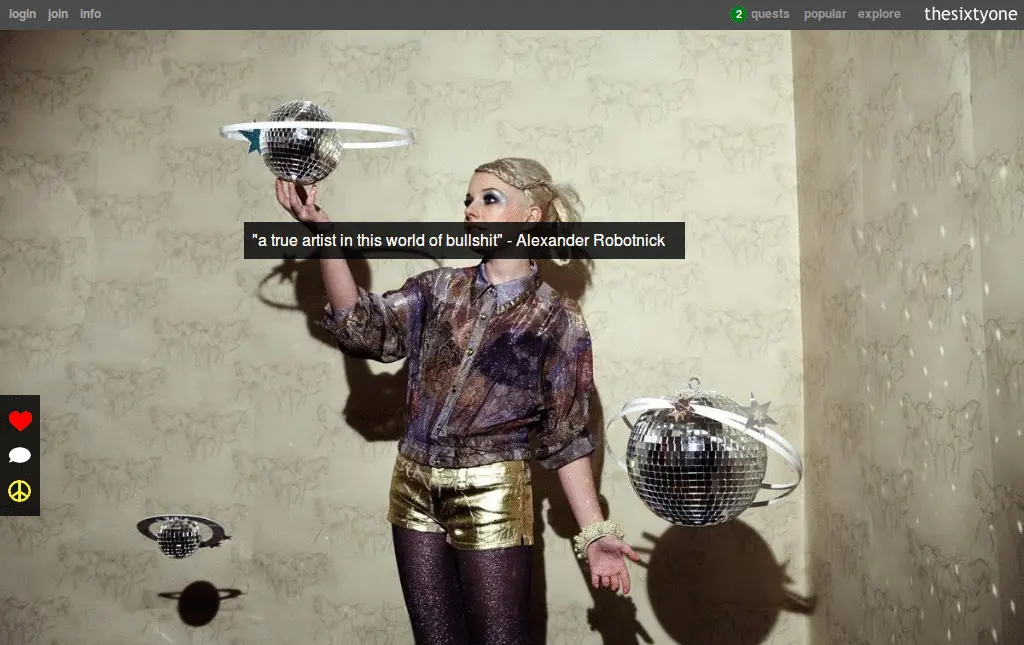 login join info
2 quests popular explore thesixtyone
"a true artist in this world of bullshit" - Alexander Robotnick